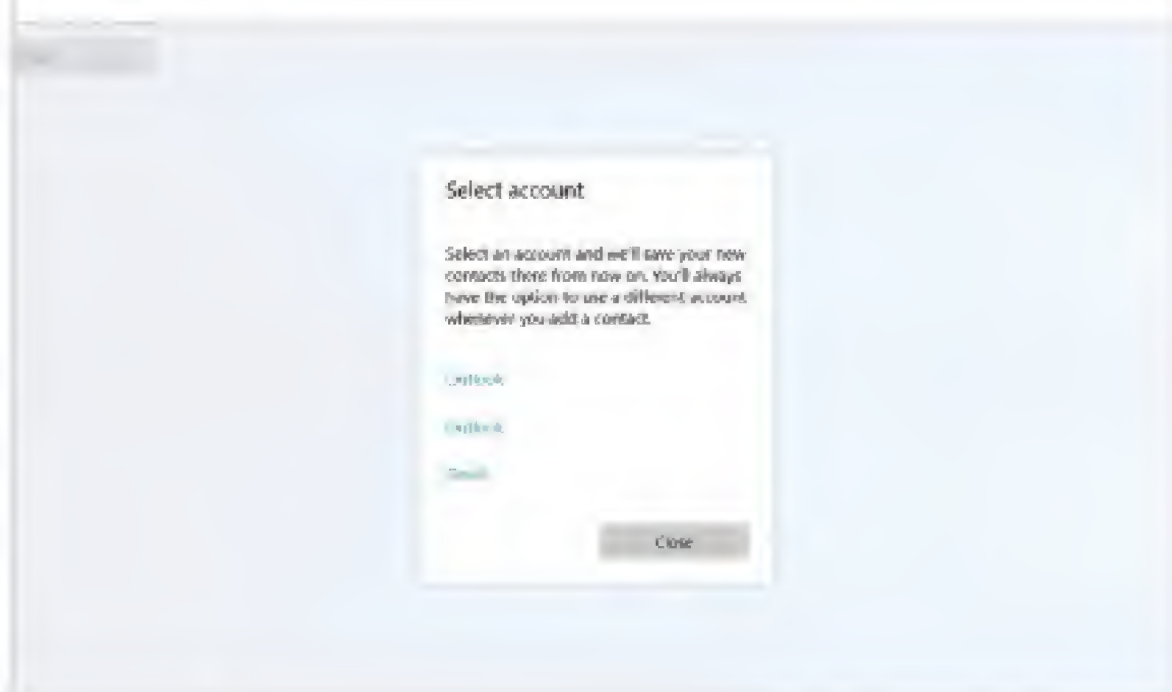 Select account
Select an account and we'll save your new
contacts there from now on. You'll always
have the option to use a different account
whenever you add a contact.
Outlook
Outlook
Gmail
Close